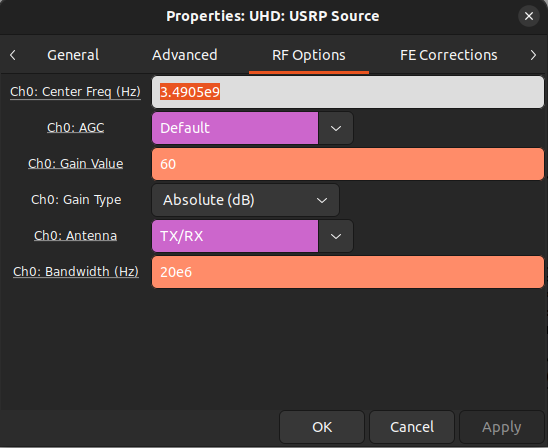 Properties: UHD: USRP Source
General Advanced RF Options FE Corrections
Ch0: Center Freq (Hz) 3.4905e9
Ch0: AGC Default
Ch0: Gain Value 60
Ch0: Gain Type Absolute (dB)
Ch0: Antenna TX/RX
Ch0: Bandwidth (Hz) 20e6
OK Cancel Apply